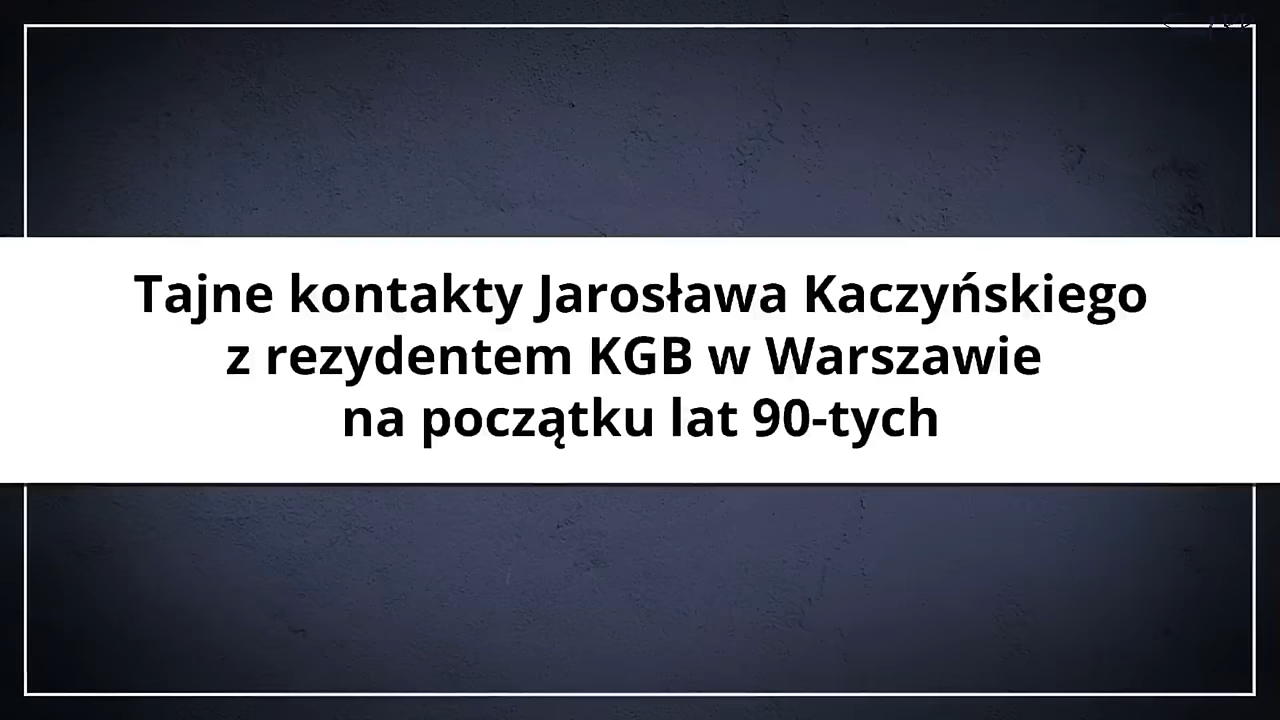 Tajne kontakty Jarosława Kaczyńskiego
z rezydentem KGB w Warszawie
na początku lat 90-tych